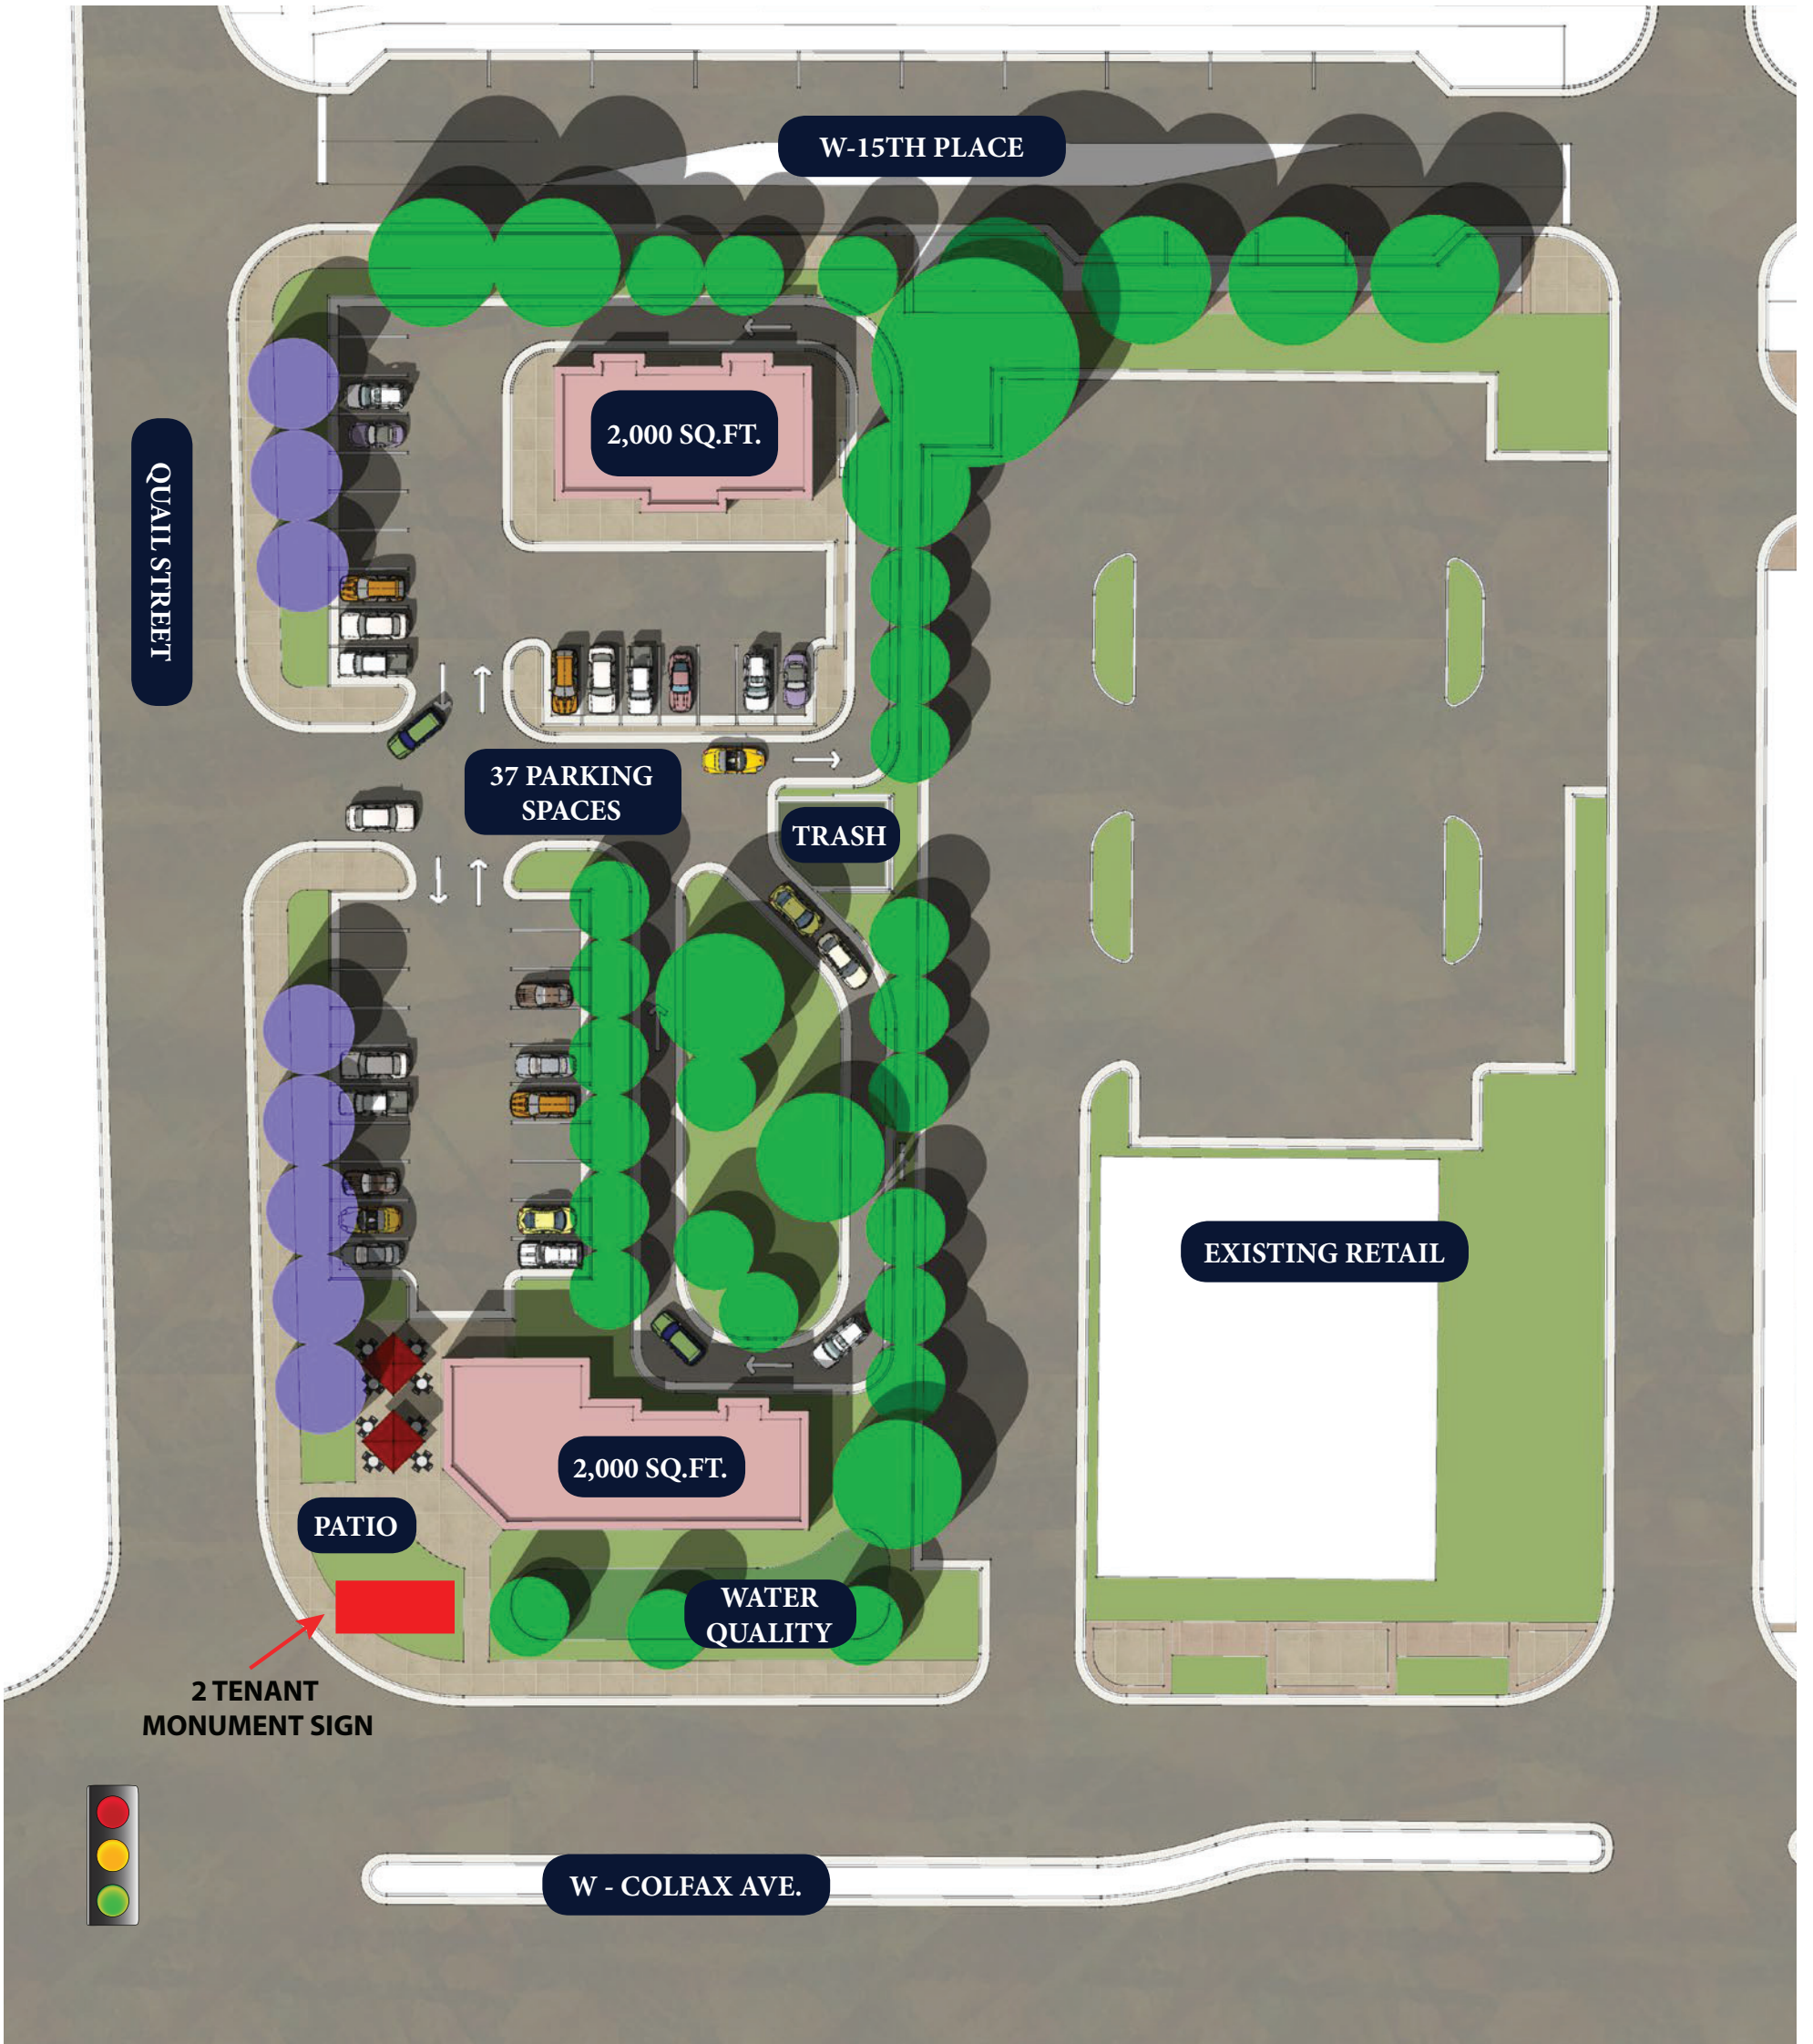 W-15TH PLACE
2,000 SQ.FT.
QUAIL STREET
37 PARKING
SPACES
TRASH
EXISTING RETAIL
2,000 SQ.FT.
PATIO
WATER
QUALITY
2 TENANT
MONUMENT SIGN
W - COLFAX AVE.